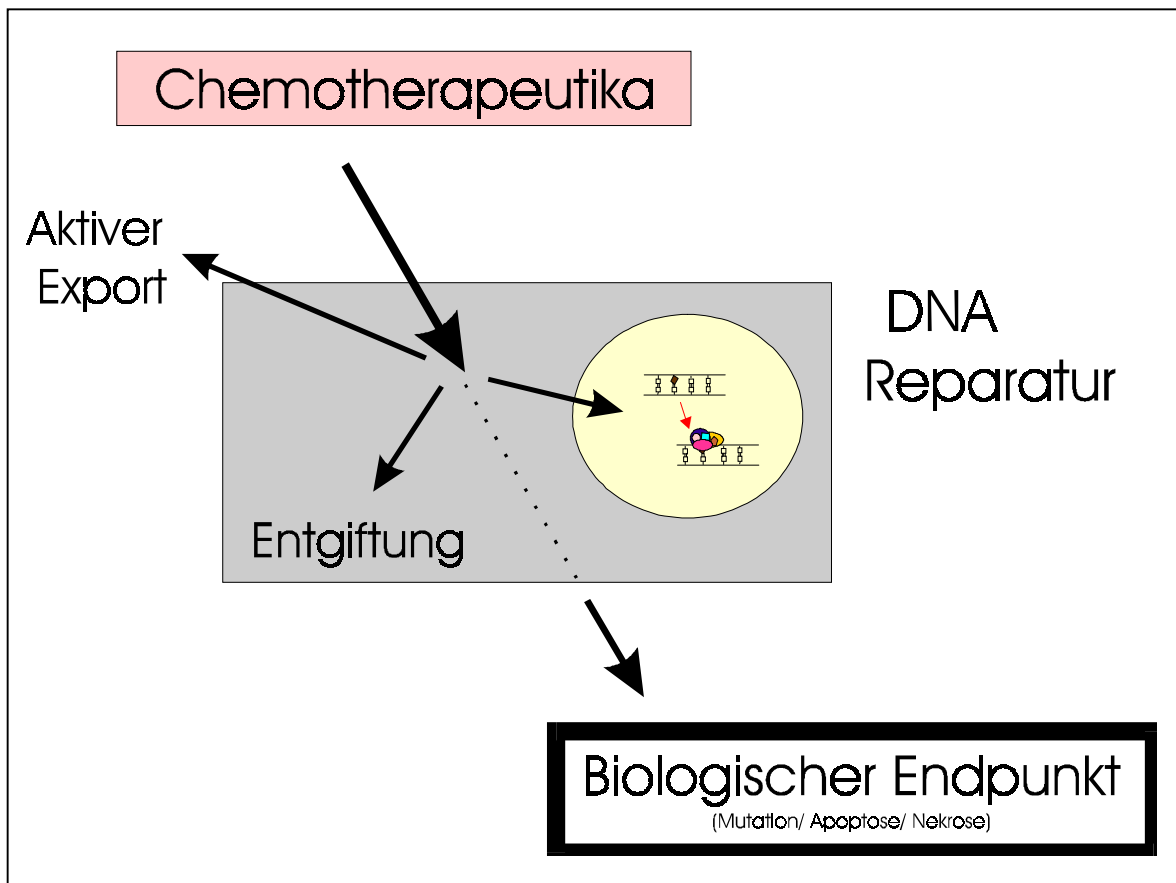 Chemotherapeutika
Aktiver
Export
DNA
Reparatur
Entgiftung
Biologischer Endpunkt
(Mutation/ Apoptose/ Nekrose)